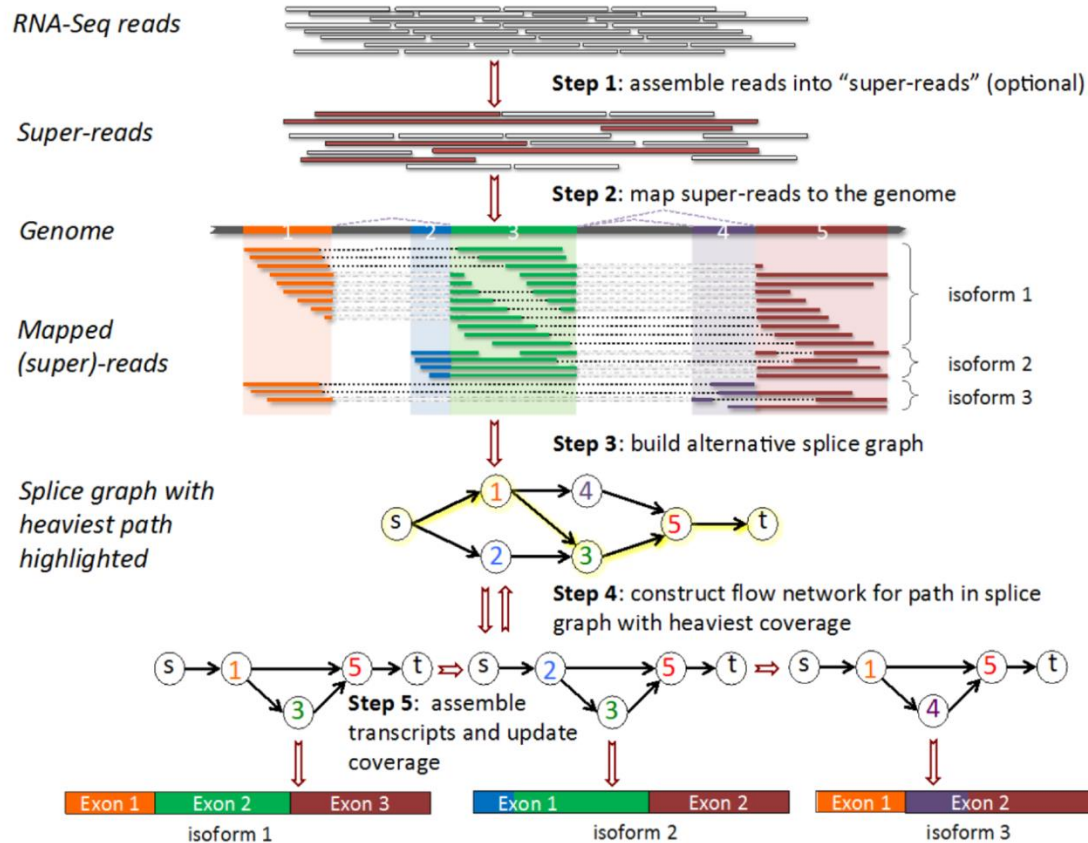 RNA-Seq reads
Step 1: assemble reads into “super-reads” (optional)
Super-reads
Step 2: map super-reads to the genome
Genome
1 2 3 4 5
isoform 1
Mapped
(super)-reads
isoform 2
isoform 3
Step 3: build alternative splice graph
Splice graph with
heaviest path
highlighted
s 1 4 2 3 5 t
Step 4: construct flow network for path in splice
graph with heaviest coverage
s 1 5 t s 2 5 t s 1 5 t
3 3 4
Step 5: assemble
transcripts and update
coverage
Exon 1 Exon 2 Exon 3
Exon 1 Exon 2
Exon 1 Exon 2
isoform 1
isoform 2
isoform 3